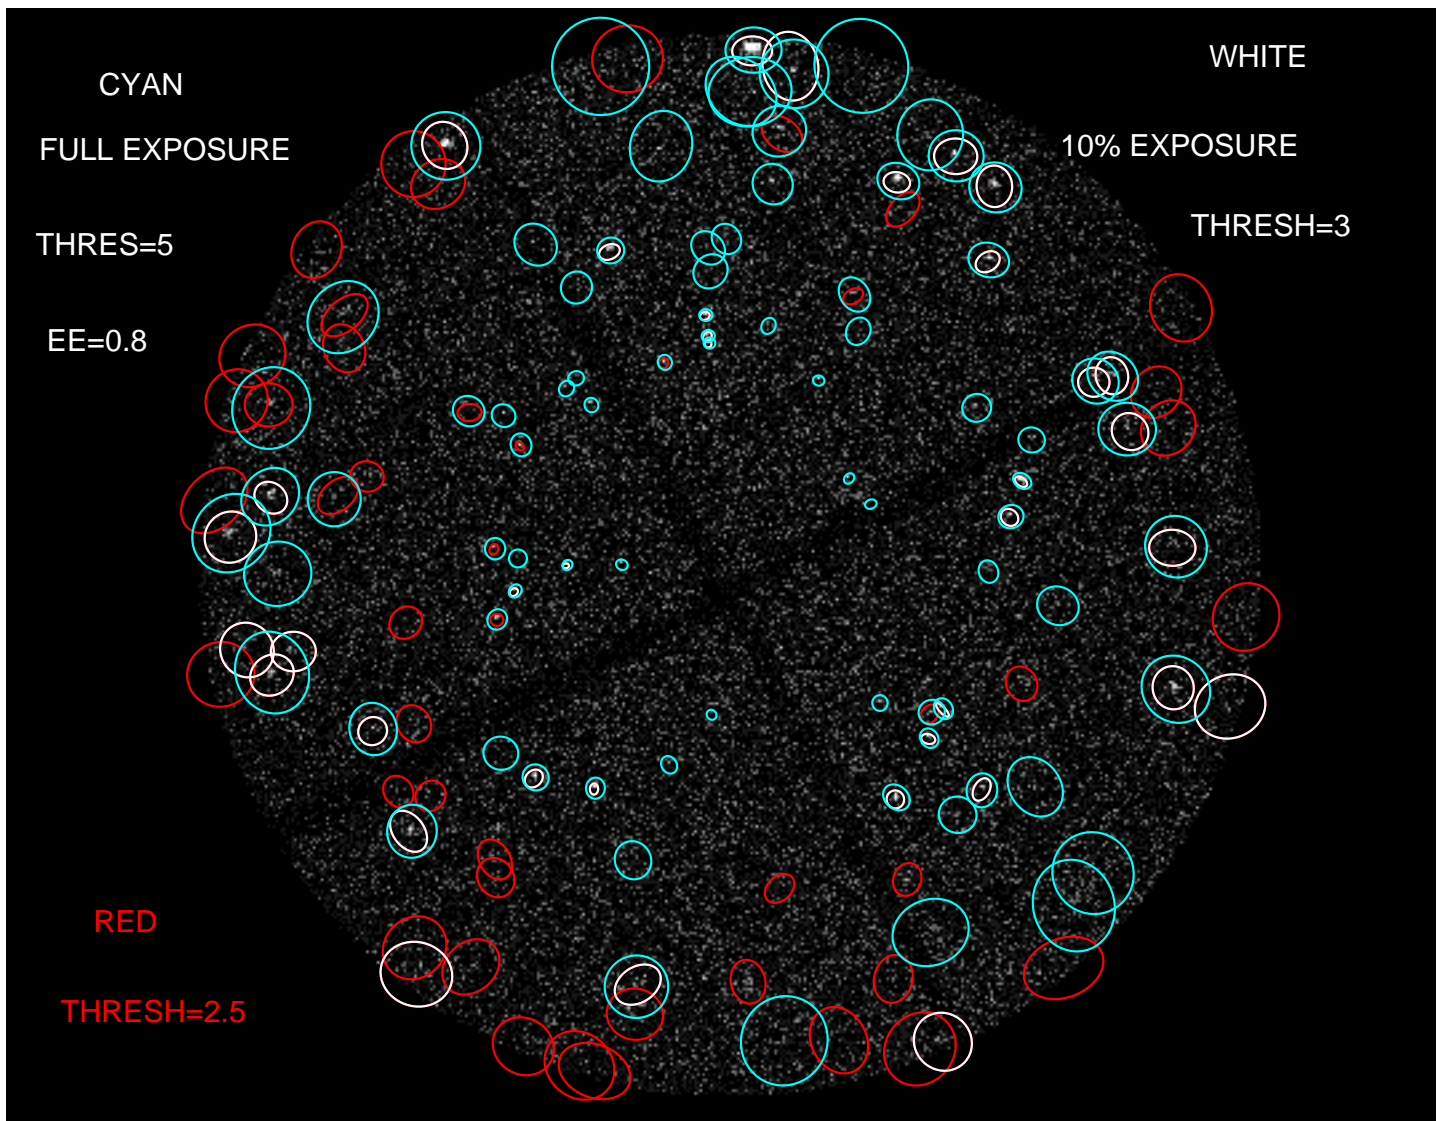 CYAN
FULL EXPOSURE
THRES=5
EE=0.8
WHITE
10% EXPOSURE
THRESH=3
RED
THRESH=2.5